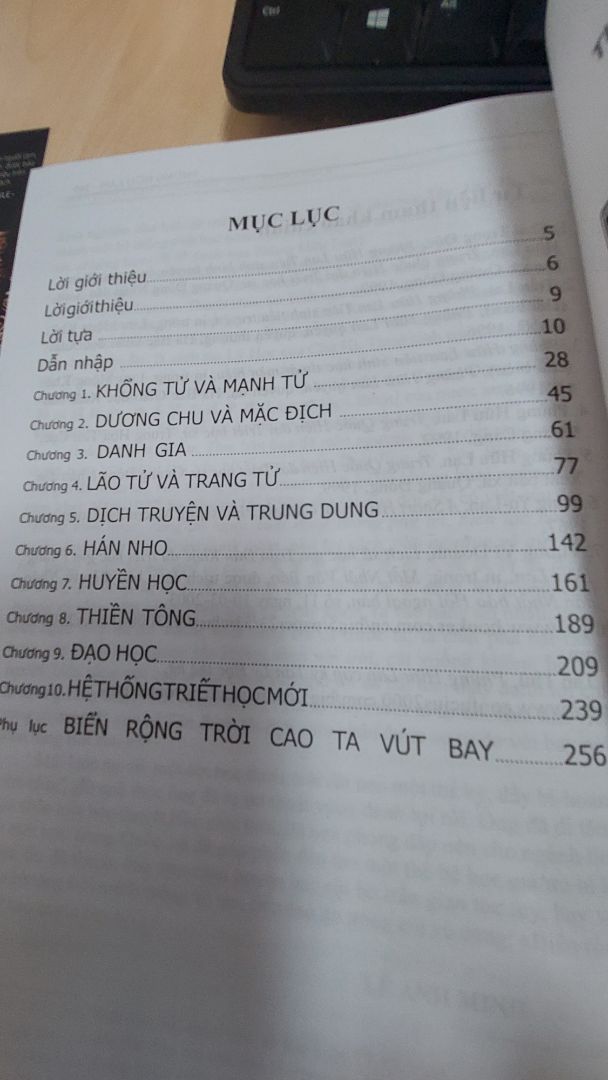 Ctrl
Alt
MỤC LỤC
Lời giới thiệu..........5
Lờigiớithiệu..........6
Lời tựa..........9
Dẫn nhập..........10
Chương 1. KHỔNG TỬ VÀ MẠNH TỬ..........28
Chương 2. DƯƠNG CHU VÀ MẶC ĐỊCH..........45
Chương 3. DANH GIA..........61
Chương 4. LÃO TỬ VÀ TRANG TỬ..........77
Chương 5. DỊCH TRUYỆN VÀ TRUNG DUNG..........99
Chương 6. HÁN NHO..........142
Chương 7. HUYỀN HỌC..........161
Chương 8. THIỀN TÔNG..........189
Chương 9. ĐẠO HỌC..........209
Chương10.HỆTHỐNGTRIẾTHỌCMỚI..........239
Phụ lục BIỂN RỘNG TRỜI CAO TA VÚT BAY..........256